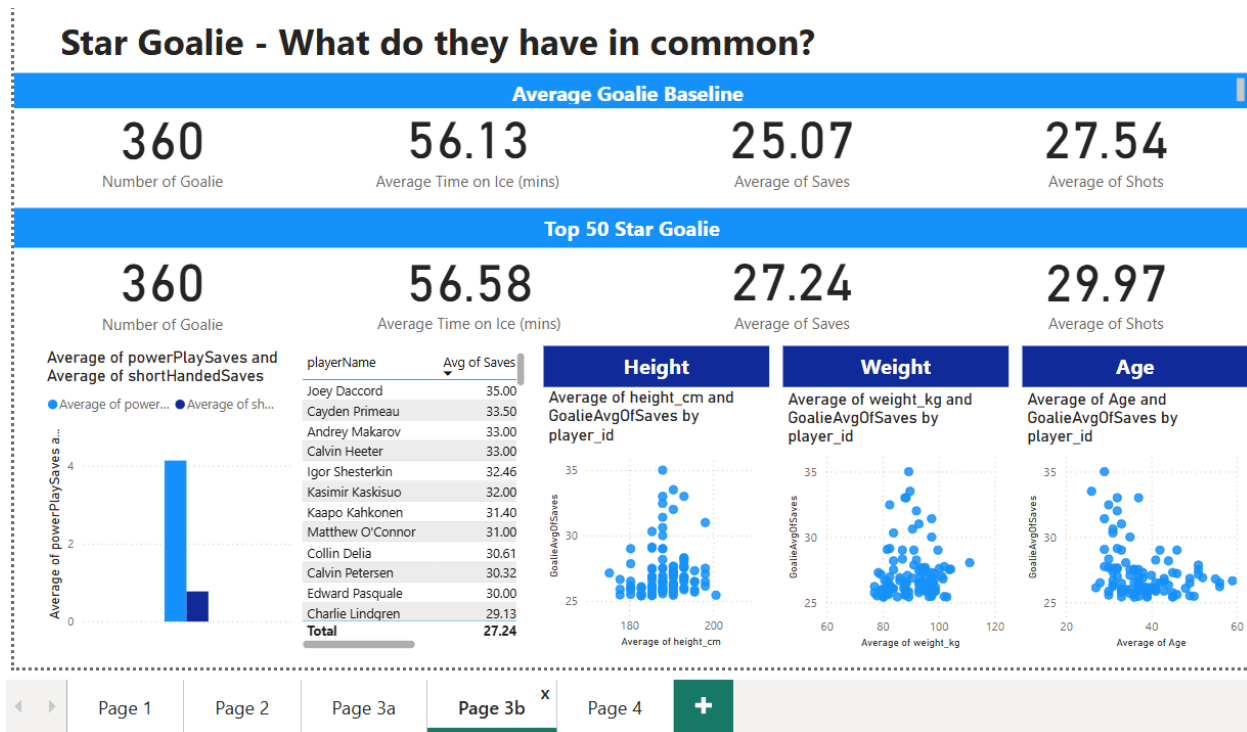 Star Goalie - What do they have in common?
Average Goalie Baseline
360
56.13
25.07
27.54
Number of Goalie
Average Time on Ice (mins)
Average of Saves
Average of Shots
Top 50 Star Goalie
360
56.58
27.24
29.97
Number of Goalie
Average Time on Ice (mins)
Average of Saves
Average of Shots
Average of powerPlaySaves and
Average of shortHandedSaves
Average of power... Average of sh...
Average of powerPlaySaves a...
4
2
0
playerName Avg of Saves
Joey Daccord 35.00
Cayden Primeau 33.50
Andrey Makarov 33.00
Calvin Heeter 33.00
Igor Shesterkin 32.46
Kasimir Kaskisuo 32.00
Kaapo Kahkonen 31.40
Matthew O'Connor 31.00
Collin Delia 30.61
Calvin Petersen 30.32
Edward Pasquale 30.00
Charlie Lindgren 29.13
Total 27.24
Height
Average of height_cm and
GoalieAvgOfSaves by
player_id
GoalieAvgOfSaves
35
30
25
180 200
Average of height_cm
Weight
Average of weight_kg and
GoalieAvgOfSaves by
player_id
GoalieAvgOfSaves
35
30
25
60 80 100 120
Average of weight_kg
Age
Average of Age and
GoalieAvgOfSaves by
player_id
GoalieAvgOfSaves
35
30
25
20 40 60
Average of Age
Page 1 Page 2 Page 3a Page 3b x Page 4 +